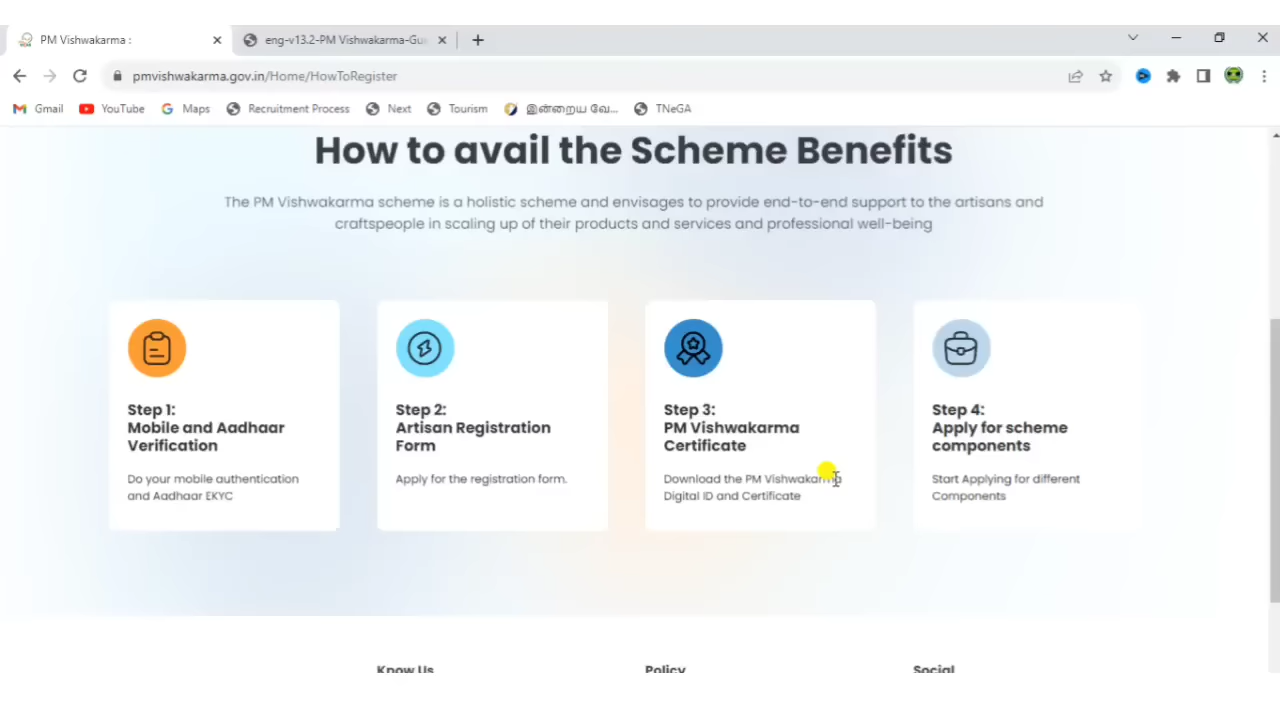 PM Vishwakarma :
eng-v13.2-PM Vishwakarma-Gu
pmvishwakarma.gov.in/Home/HowToRegister
Gmail YouTube Maps Recruitment Process Next Tourism இன்றைய வே... TNeGA
How to avail the Scheme Benefits
The PM Vishwakarma scheme is a holistic scheme and envisages to provide end-to-end support to the artisans and
craftspeople in scaling up of their products and services and professional well-being
Step 1:
Mobile and Aadhaar
Verification
Do your mobile authentication
and Aadhaar EKYC
Step 2:
Artisan Registration
Form
Apply for the registration form.
Step 3:
PM Vishwakarma
Certificate
Download the PM Vishwakarma
Digital ID and Certificate
Step 4:
Apply for scheme
components
Start Applying for different
Components
Know Us
Policy
Social